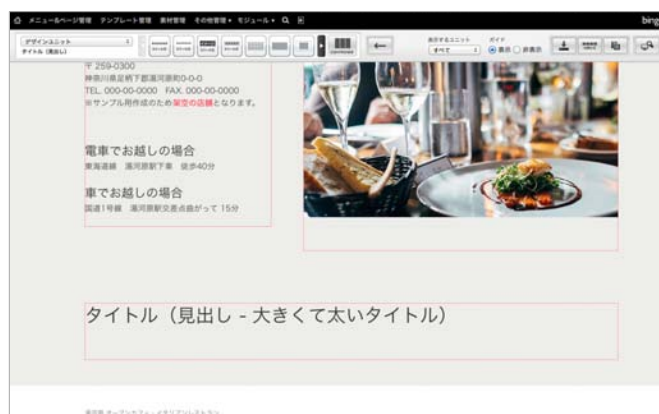 メニュー&ページ管理 テンプレート管理 素材管理 その他管理 モジュール
bing
デザインユニット
タイトル（見出し）
表示するユニット
すべて
ガイド
表示 非表示
〒 259-0300
神奈川県足柄下郡湯河原町0-0-0
TEL. 000-00-0000 FAX. 000-00-0000
※サンプル用作成のため架空の店舗となります。
電車でお越しの場合
東海道線 湯河原駅下車 徒歩40分
車でお越しの場合
国道1号線 湯河原駅交差点曲がって 15分
タイトル（見出し - 大きくて太いタイトル）